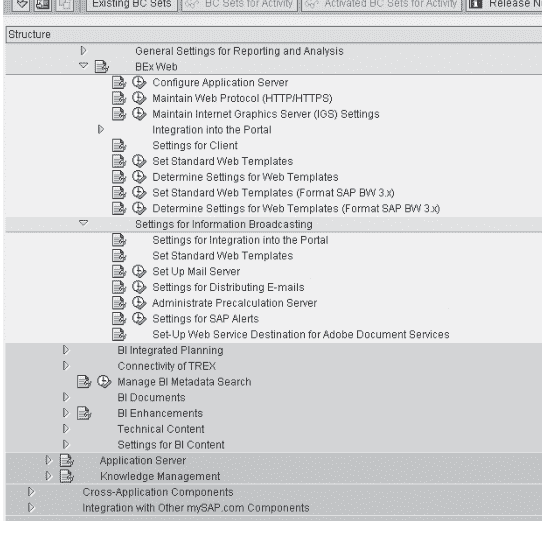 Existing BC Sets BC Sets for Activity Activated BC Sets for Activity Release N
Structure
General Settings for Reporting and Analysis
BEx Web
Configure Application Server
Maintain Web Protocol (HTTP/HTTPS)
Maintain Internet Graphics Server (IGS) Settings
Integration into the Portal
Settings for Client
Set Standard Web Templates
Determine Settings for Web Templates
Set Standard Web Templates (Format SAP BW 3.x)
Determine Settings for Web Templates (Format SAP BW 3.x)
Settings for Information Broadcasting
Settings for Integration into the Portal
Set Standard Web Templates
Set Up Mail Server
Settings for Distributing E-mails
Administrate Precalculation Server
Settings for SAP Alerts
Set-Up Web Service Destination for Adobe Document Services
BI Integrated Planning
Connectivity of TREX
Manage BI Metadata Search
BI Documents
BI Enhancements
Technical Content
Settings for BI Content
Application Server
Knowledge Management
Cross-Application Components
Integration with Other mySAP.com Components